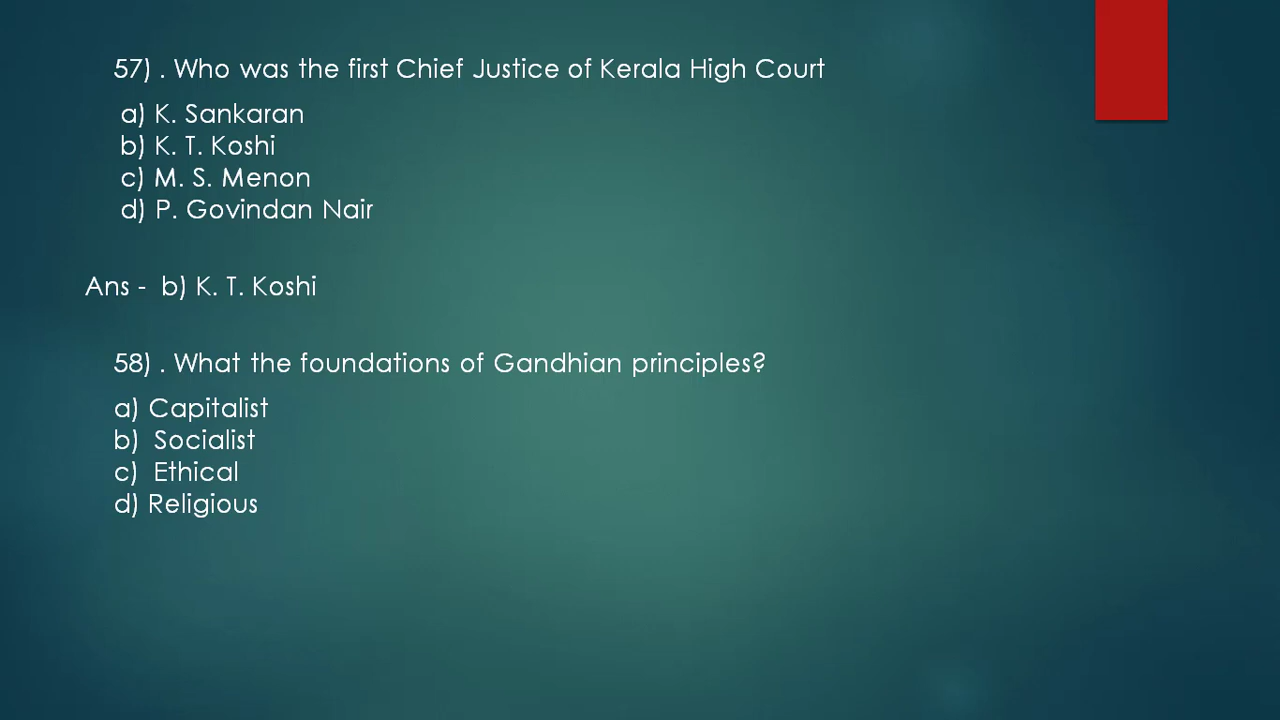 57) . Who was the first Chief Justice of Kerala High Court
a) K. Sankaran
b) K. T. Koshi
c) M. S. Menon
d) P. Govindan Nair
Ans -  b) K. T. Koshi
58) . What the foundations of Gandhian principles?
a) Capitalist
b)  Socialist
c)  Ethical
d) Religious